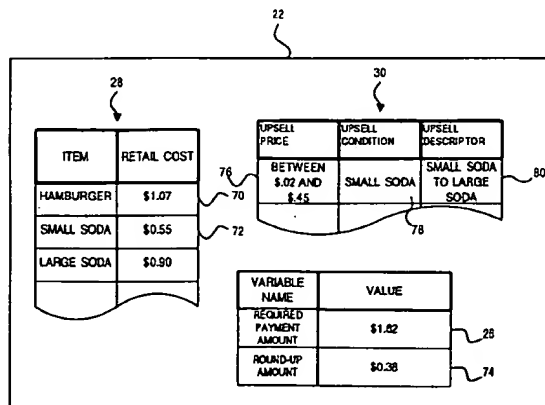 22
28
ITEM RETAIL COST
HAMBURGER $1.07 70
SMALL SODA $0.55 72
LARGE SODA $0.90
30
UPSELL PRICE UPSELL CONDITION UPSELL DESCRIPTOR
76 BETWEEN $.02 AND $.45 SMALL SODA SMALL SODA TO LARGE SODA 80
78
VARIABLE NAME VALUE
REQUIRED PAYMENT AMOUNT $1.62 26
ROUND-UP AMOUNT $0.38 74